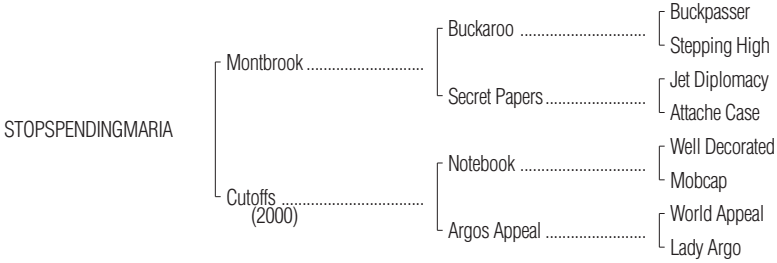 Buckpasser
Buckaroo ..............................
Stepping High
Montbrook ............................
Jet Diplomacy
Secret Papers........................
Attache Case
STOPSPENDINGMARIA
Well Decorated
Notebook ..............................
Mobcap
Cutoffs ..................................
(2000)
World Appeal
Argos Appeal ........................
Lady Argo